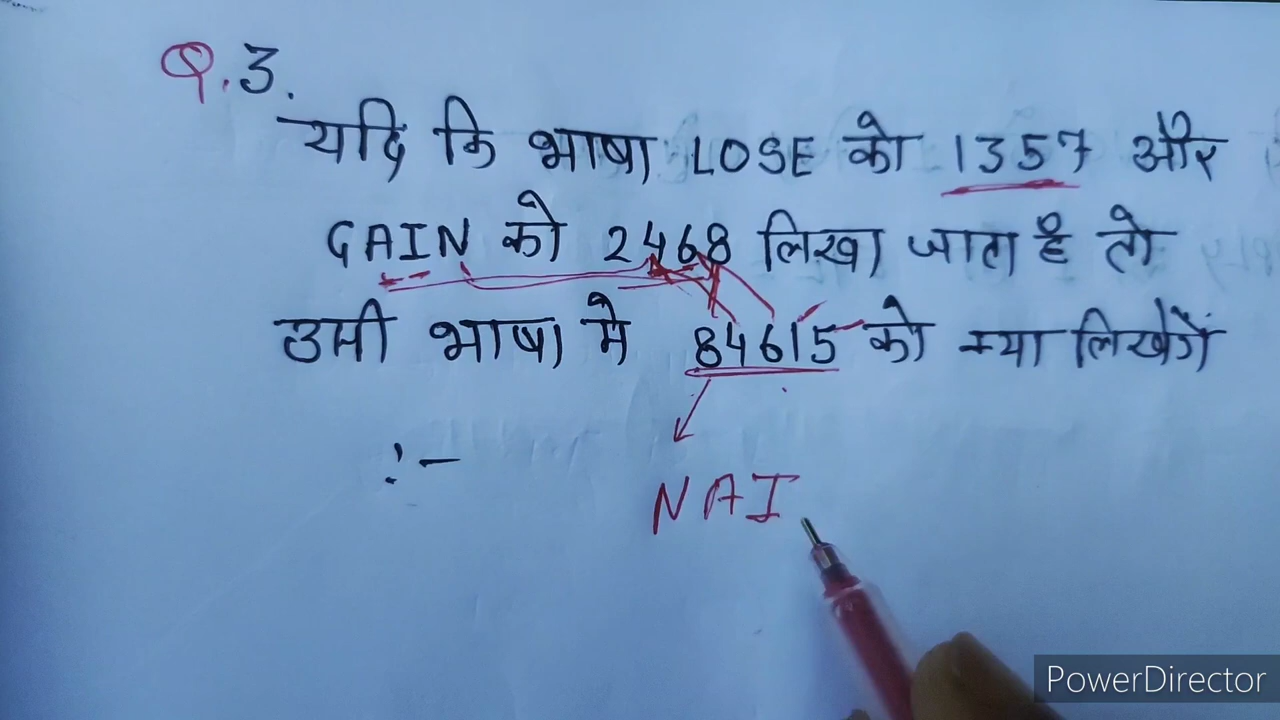 Q.3.
यदि कि भाषा LOSE को 1357 और
GAIN को 2468 लिखा जाता है तो
उसी भाषा मे 84615 को क्या लिखेगें
:-
NAI
PowerDirector